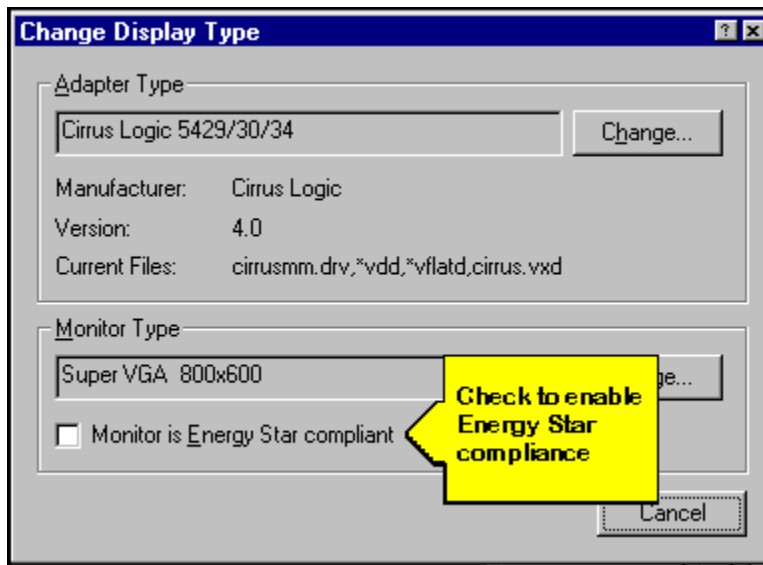 Change Display Type
Adapter Type
Cirrus Logic 5429/30/34 Change...
Manufacturer: Cirrus Logic
Version: 4.0
Current Files: cirrusmm.drv,*vdd,*vflatd,cirrus.vxd
Monitor Type
Super VGA 800x600
Monitor is Energy Star compliant
Check to enable
Energy Star
compliance
Cancel